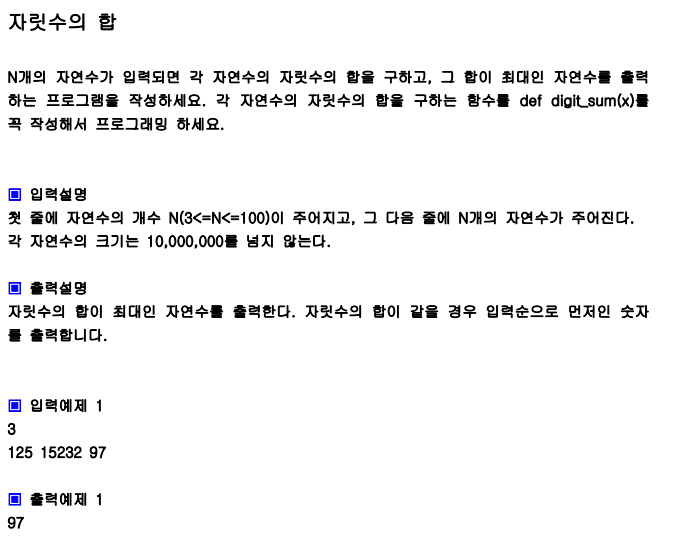 자릿수의 합
N개의 자연수가 입력되면 각 자연수의 자릿수의 합을 구하고, 그 합이 최대인 자연수를 출력
하는 프로그램을 작성하세요. 각 자연수의 자릿수의 합을 구하는 함수를 def digit_sum(x)를
꼭 작성해서 프로그래밍 하세요.
▣ 입력설명
첫 줄에 자연수의 개수 N(3<=N<=100)이 주어지고, 그 다음 줄에 N개의 자연수가 주어진다.
각 자연수의 크기는 10,000,000를 넘지 않는다.
▣ 출력설명
자릿수의 합이 최대인 자연수를 출력한다. 자릿수의 합이 같을 경우 입력순으로 먼저인 숫자
를 출력합니다.
▣ 입력예제 1
3
125 15232 97
▣ 출력예제 1
97